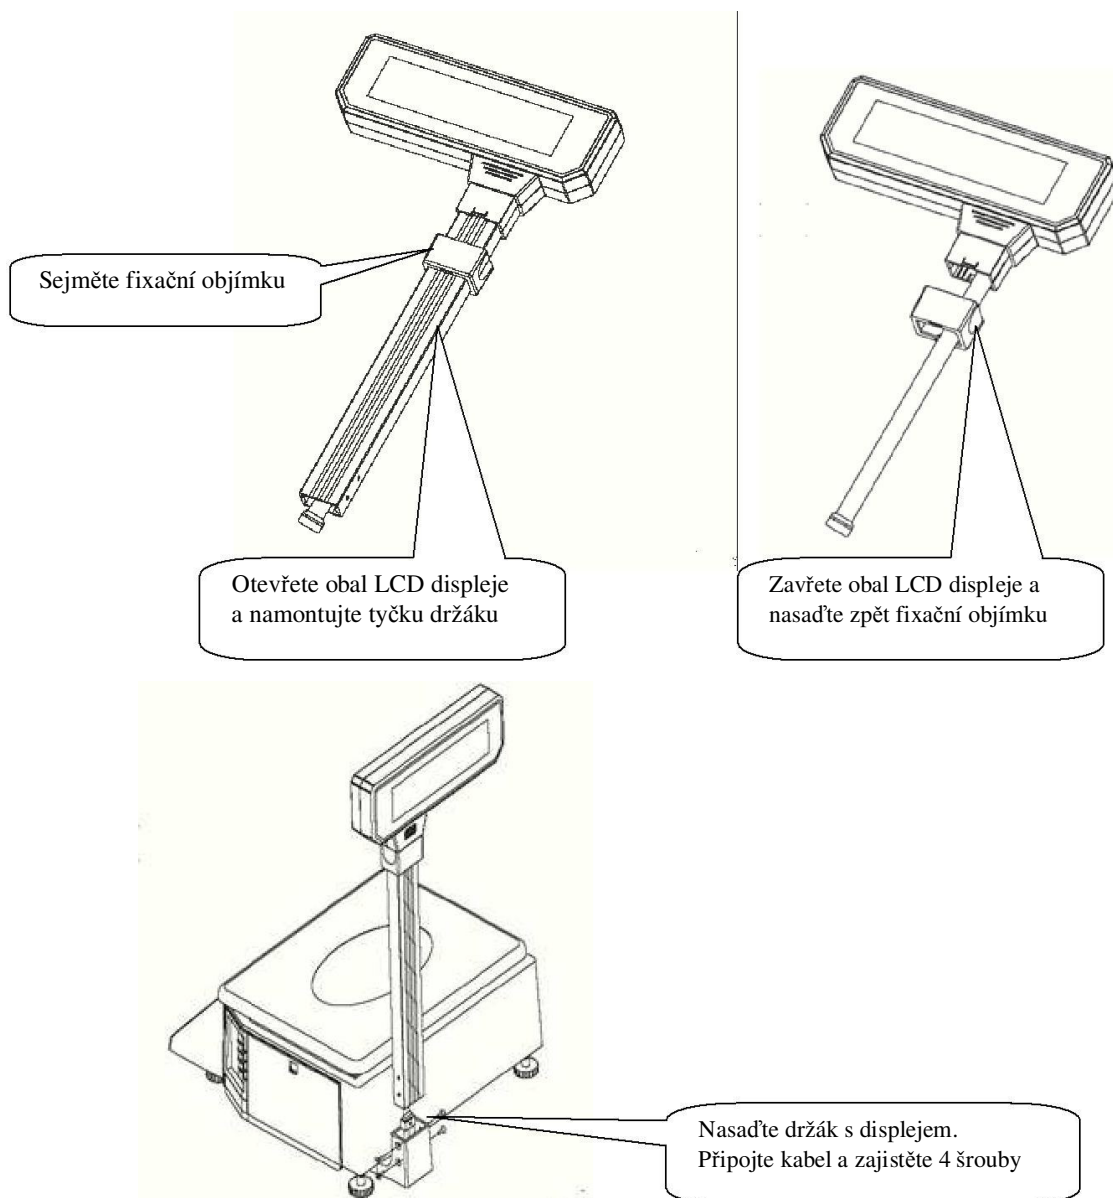 Sejměte fixační objímku
Otevřete obal LCD displeje
a namontujte tyčku držáku
Zavřete obal LCD displeje a
nasaďte zpět fixační objímku
Nasaďte držák s displejem.
Připojte kabel a zajistěte 4 šrouby